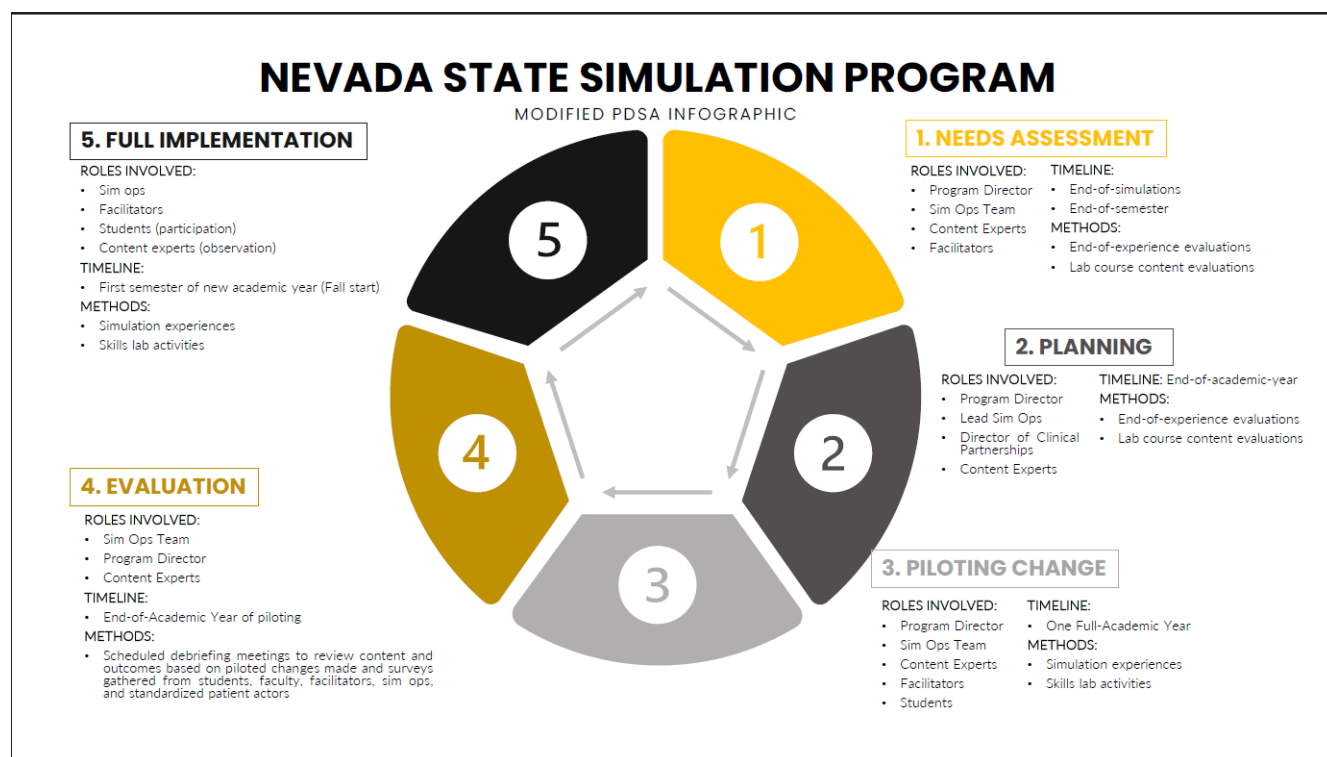 NEVADA STATE SIMULATION PROGRAM
MODIFIED PDSA INFOGRAPHIC
1. NEEDS ASSESSMENT
ROLES INVOLVED:
• Program Director
• Sim Ops Team
• Content Experts
• Facilitators
TIMELINE:
• End-of-simulations
• End-of-semester
METHODS:
• End-of-experience evaluations
• Lab course content evaluations
2. PLANNING
ROLES INVOLVED:
• Program Director
• Lead Sim Ops
• Director of Clinical
Partnerships
• Content Experts
TIMELINE: End-of-academic-year
METHODS:
• End-of-experience evaluations
• Lab course content evaluations
3. PILOTING CHANGE
ROLES INVOLVED:
• Program Director
• Sim Ops Team
• Content Experts
• Facilitators
• Students
TIMELINE:
• One Full-Academic Year
METHODS:
• Simulation experiences
• Skills lab activities
4. EVALUATION
ROLES INVOLVED:
• Sim Ops Team
• Program Director
• Content Experts
TIMELINE:
• End-of-Academic Year of piloting
METHODS:
• Scheduled debriefing meetings to review content and
outcomes based on piloted changes made and surveys
gathered from students, faculty, facilitators, sim ops,
and standardized patient actors
5. FULL IMPLEMENTATION
ROLES INVOLVED:
• Sim ops
• Facilitators
• Students (participation)
• Content experts (observation)
TIMELINE:
• First semester of new academic year (Fall start)
METHODS:
• Simulation experiences
• Skills lab activities
1
2
3
4
5